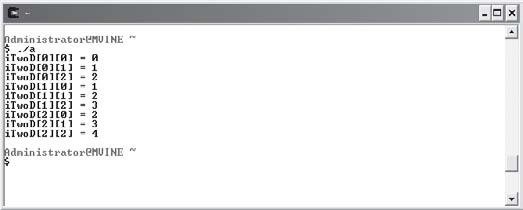 ~
Administrator@MVINE ~
$ ./a
iTwoD[0][0] = 0
iTwoD[0][1] = 1
iTwoD[0][2] = 2
iTwoD[1][0] = 1
iTwoD[1][1] = 2
iTwoD[1][2] = 3
iTwoD[2][0] = 2
iTwoD[2][1] = 3
iTwoD[2][2] = 4
Administrator@MVINE ~
$